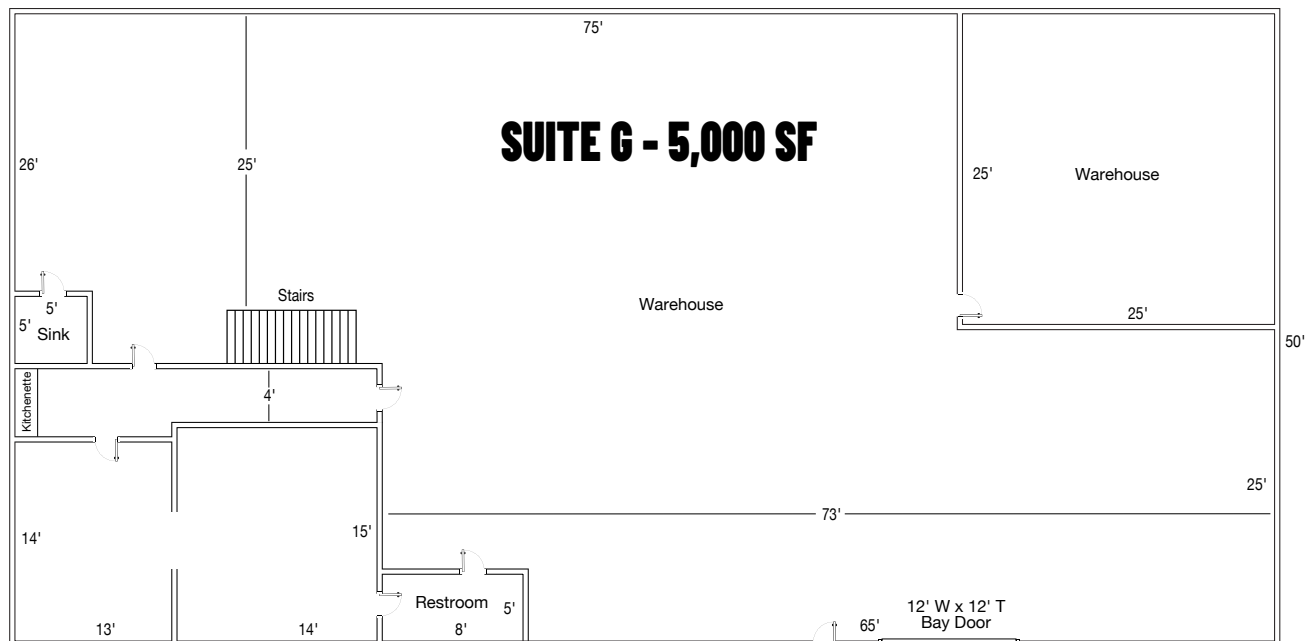 75'
SUITE G - 5,000 SF
26'
25'
25'
Warehouse
Stairs
Warehouse
5'
5'
Sink
25'
50'
Kitchenette
4'
25'
73'
14'
15'
Restroom
5'
12' W x 12' T
Bay Door
13'
14'
8'
65'